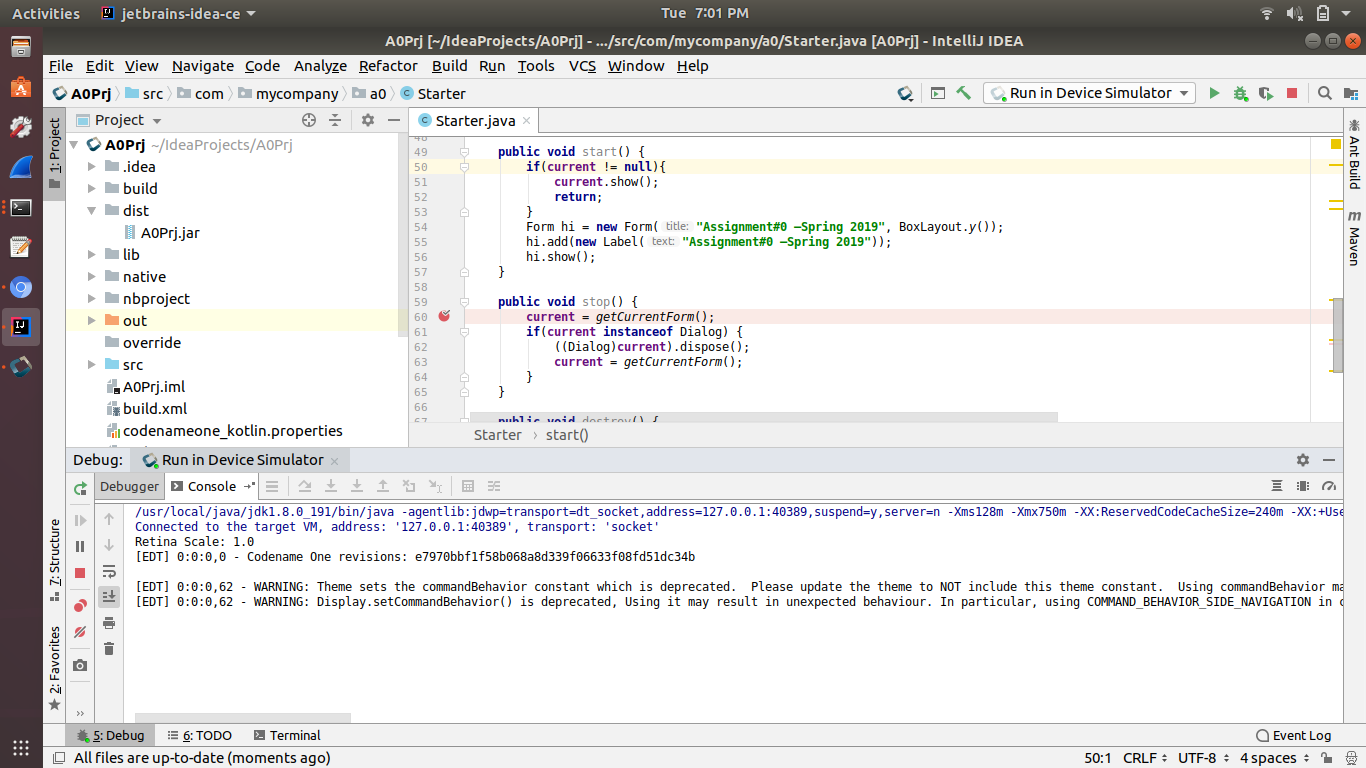 Activities jetbrains-idea-ce Tue 7:01 PM
A0Prj [~/IdeaProjects/A0Prj] - .../src/com/mycompany/a0/Starter.java [A0Prj] - IntelliJ IDEA
File Edit View Navigate Code Analyze Refactor Build Run Tools VCS Window Help
A0Prj src com mycompany a0 Starter Run in Device Simulator
1: Project
Project
A0Prj ~/IdeaProjects/A0Prj
.idea
build
dist
A0Prj.jar
lib
native
nbproject
out
override
src
A0Prj.iml
build.xml
codenameone_kotlin.properties
Starter.java
48
49 public void start() {
50 if(current != null){
51 current.show();
52 return;
53 }
54 Form hi = new Form( title: "Assignment#0 –Spring 2019", BoxLayout.y());
55 hi.add(new Label( text: "Assignment#0 –Spring 2019"));
56 hi.show();
57 }
58
59 public void stop() {
60 current = getCurrentForm();
61 if(current instanceof Dialog) {
62 ((Dialog)current).dispose();
63 current = getCurrentForm();
64 }
65 }
66
67 public void destroy() {
Starter › start()
Ant Build
m Maven
Debug: Run in Device Simulator
Debugger Console
/usr/local/java/jdk1.8.0_191/bin/java -agentlib:jdwp=transport=dt_socket,address=127.0.0.1:40389,suspend=y,server=n -Xms128m -Xmx750m -XX:ReservedCodeCacheSize=240m -XX:+Use
Connected to the target VM, address: '127.0.0.1:40389', transport: 'socket'
Retina Scale: 1.0
[EDT] 0:0:0,0 - Codename One revisions: e7970bbf1f58b068a8d339f06633f08fd51dc34b
[EDT] 0:0:0,62 - WARNING: Theme sets the commandBehavior constant which is deprecated.  Please update the theme to NOT include this theme constant.  Using commandBehavior ma
[EDT] 0:0:0,62 - WARNING: Display.setCommandBehavior() is deprecated, Using it may result in unexpected behaviour. In particular, using COMMAND_BEHAVIOR_SIDE_NAVIGATION in c
7: Structure
2: Favorites
5: Debug 6: TODO Terminal Event Log
All files are up-to-date (moments ago) 50:1 CRLF UTF-8 4 spaces